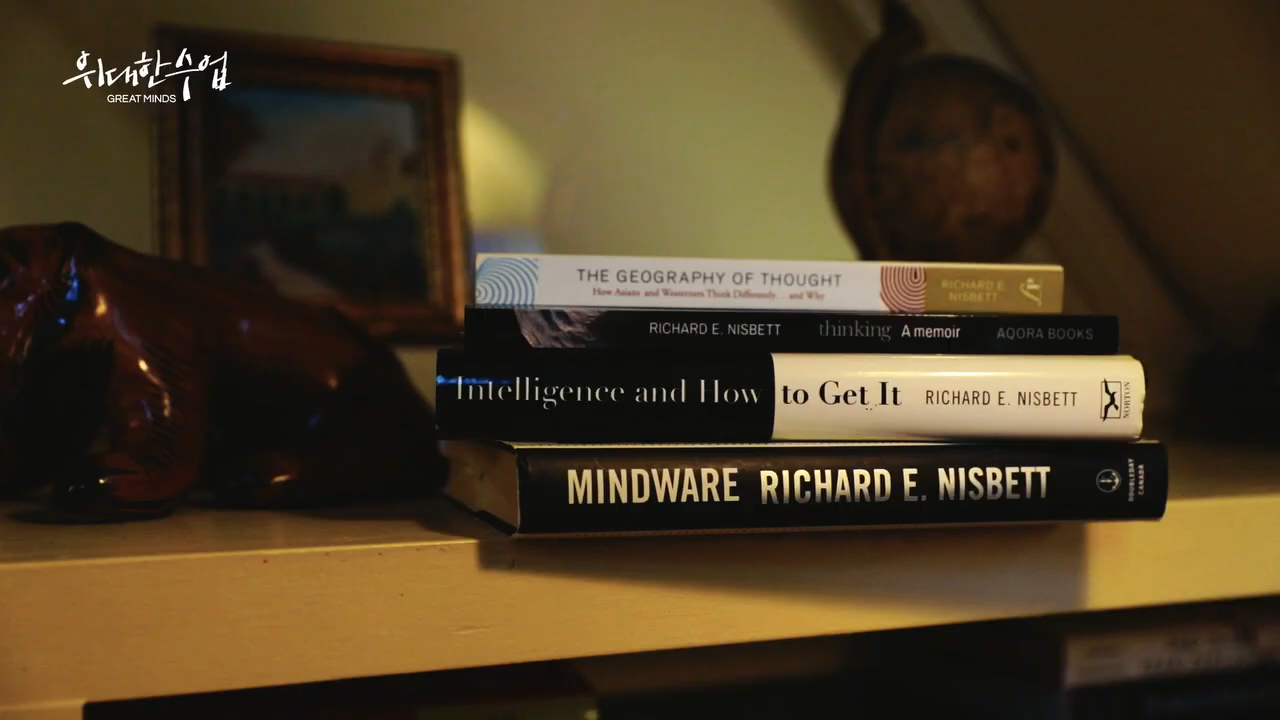 위대한 수업
GREAT MINDS
THE GEOGRAPHY OF THOUGHT
How Asians and Westerners Think Differently... and Why
RICHARD E. NISBETT
RICHARD E. NISBETT thinking A memoir AQORA BOOKS
Intelligence and How to Get It RICHARD E. NISBETT NORTON
MINDWARE RICHARD E. NISBETT DOUBLEDAY CANADA